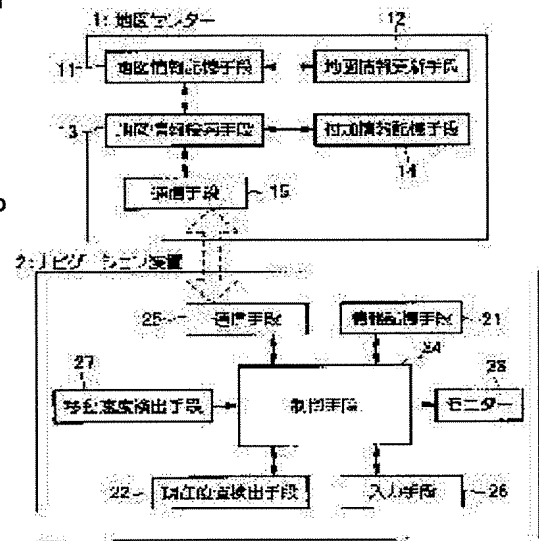 1: 地図センター
12
11
地図情報記憶手段
地図情報更新手段
13
地図情報検索手段
付加情報記憶手段
14
通信手段
15
2: ナビゲーション装置
25
通信手段
情報記憶手段
21
24
27
23
移動速度検出手段
制御手段
モニター
22
現在位置検出手段
入力手段
26